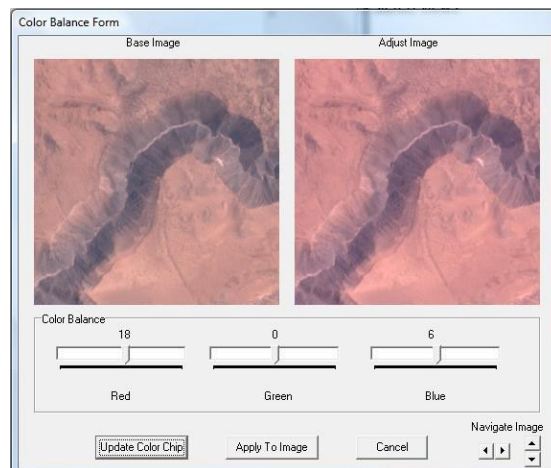 Color Balance Form
Base Image
Adjust Image
Color Balance
18
0
6
Red
Green
Blue
Navigate Image
Update Color Chip
Apply To Image
Cancel